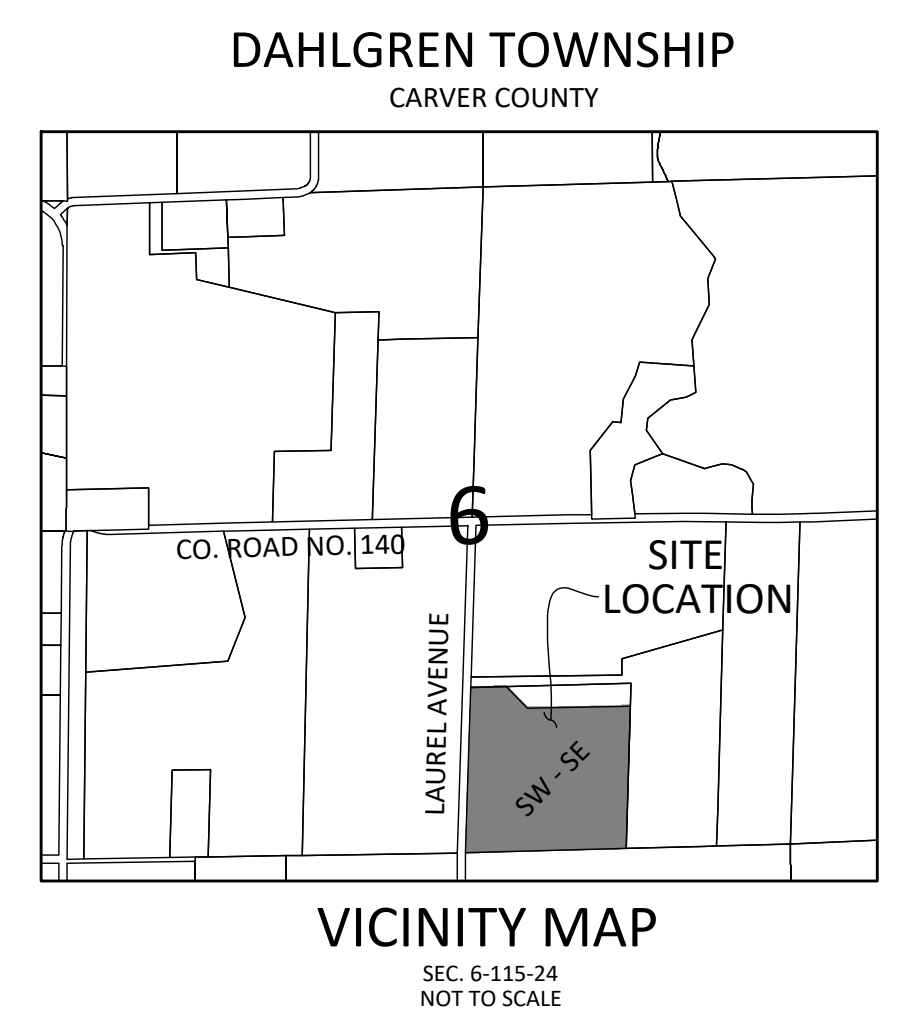 DAHLGREN TOWNSHIP
CARVER COUNTY
6
CO. ROAD NO. 140
SITE
LOCATION
LAUREL AVENUE
SW - SE
VICINITY MAP
SEC. 6-115-24
NOT TO SCALE